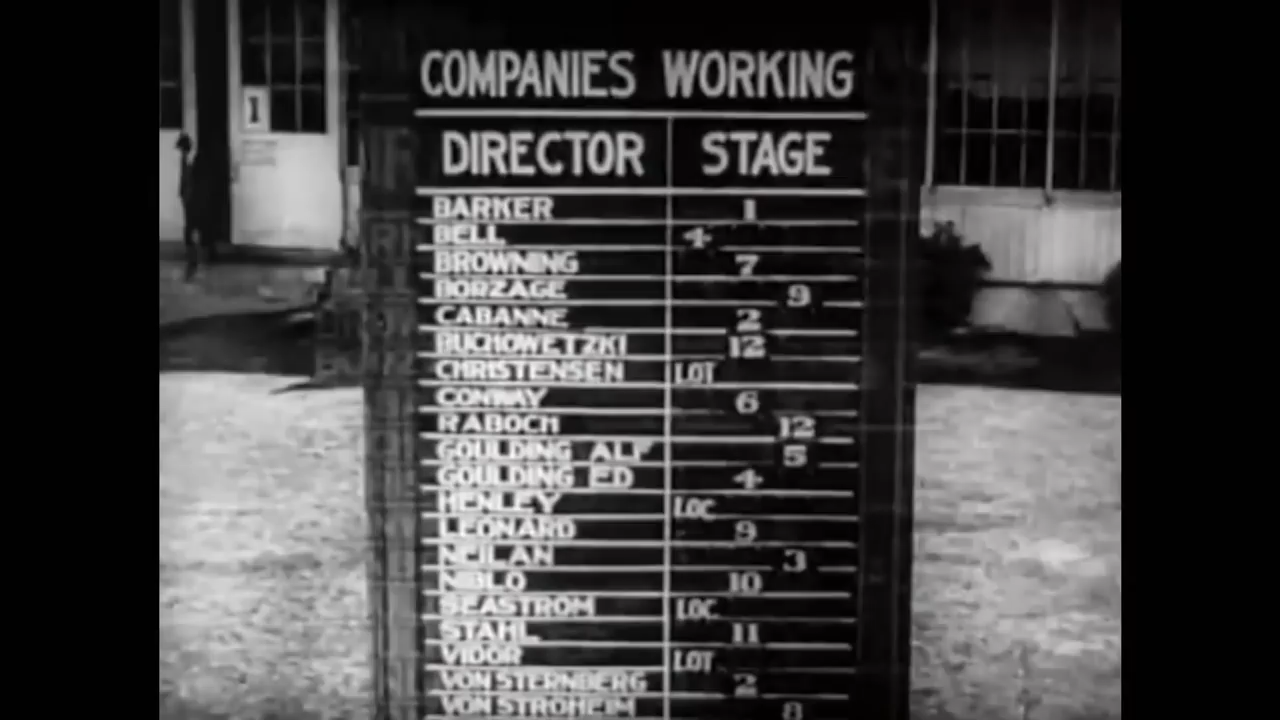 COMPANIES WORKING
DIRECTOR STAGE
BARKER 1
BELL 4
BROWNING 7
BORZAGE 9
CABANNE 2
BUCHOWETZKI 12
CHRISTENSEN LOT
CONWAY 6
RABOCH 12
GOULDING ALF 5
GOULDING ED 4
HENLEY LOC
LEONARD 9
NEILAN 3
NIBLO 10
SEASTROM LOC
STAHL 11
VIDOR LOT
VON STERNBERG 2
VON STROHEIM 8
1